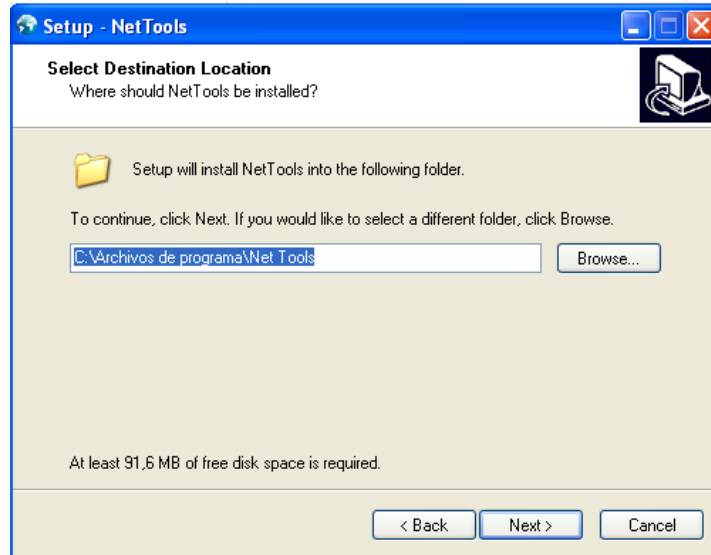 Setup - NetTools
Select Destination Location
Where should NetTools be installed?
Setup will install NetTools into the following folder.
To continue, click Next. If you would like to select a different folder, click Browse.
C:\Archivos de programa\Net Tools
Browse...
At least 91,6 MB of free disk space is required.
< Back
Next >
Cancel